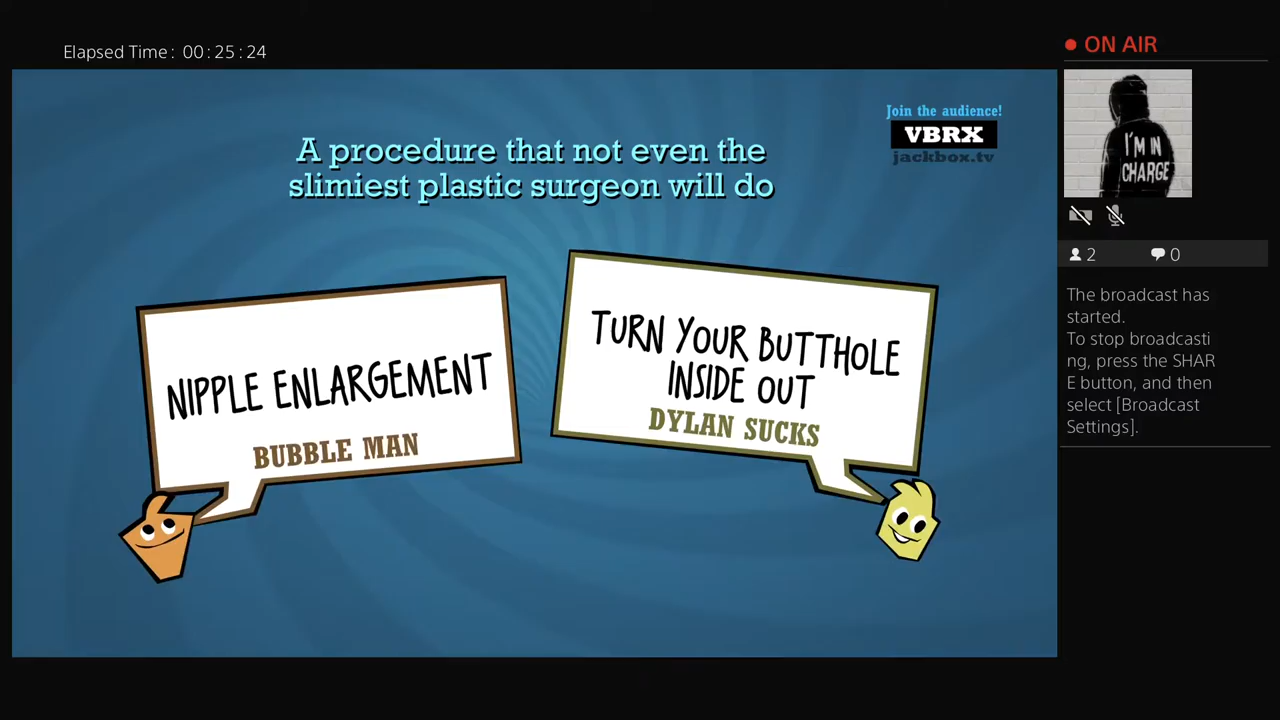 Elapsed Time: 00:25:24
ON AIR
Join the audience!
VBRX
jackbox.tv
A procedure that not even the
slimiest plastic surgeon will do
I'M IN
CHARGE
2
0
NIPPLE ENLARGEMENT
BUBBLE MAN
TURN YOUR BUTTHOLE
INSIDE OUT
DYLAN SUCKS
The broadcast has
started.
To stop broadcasti
ng, press the SHAR
E button, and then
select [Broadcast
Settings].